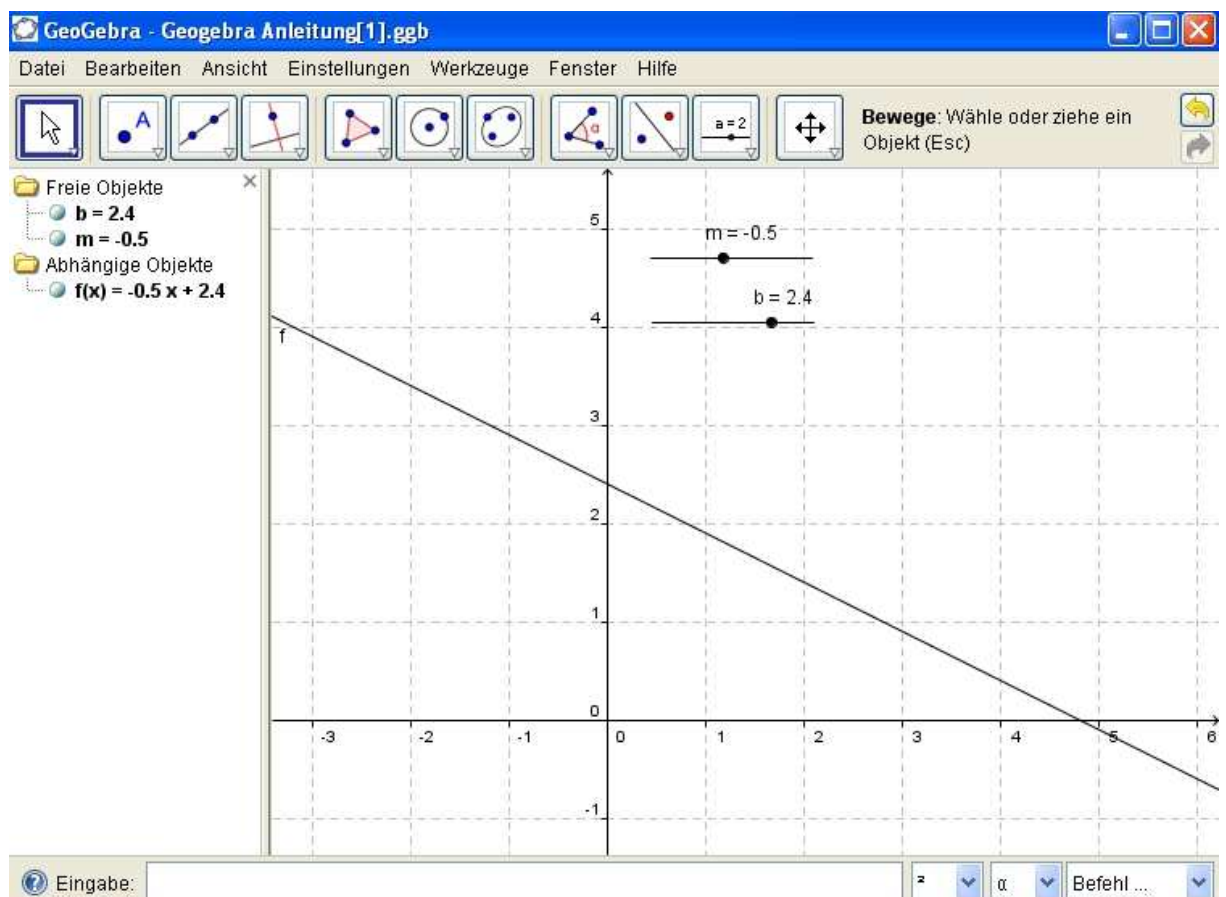 GeoGebra - Geogebra Anleitung[1].ggb
Datei Bearbeiten Ansicht Einstellungen Werkzeuge Fenster Hilfe
A
α
a = 2
Bewege: Wähle oder ziehe ein
Objekt (Esc)
Freie Objekte
b = 2.4
m = -0.5
Abhängige Objekte
f(x) = -0.5 x + 2.4
m = -0.5
b = 2.4
f
5
4
3
2
1
0
-1
-3 -2 -1 0 1 2 3 4 5 6
Eingabe: ² α Befehl ...